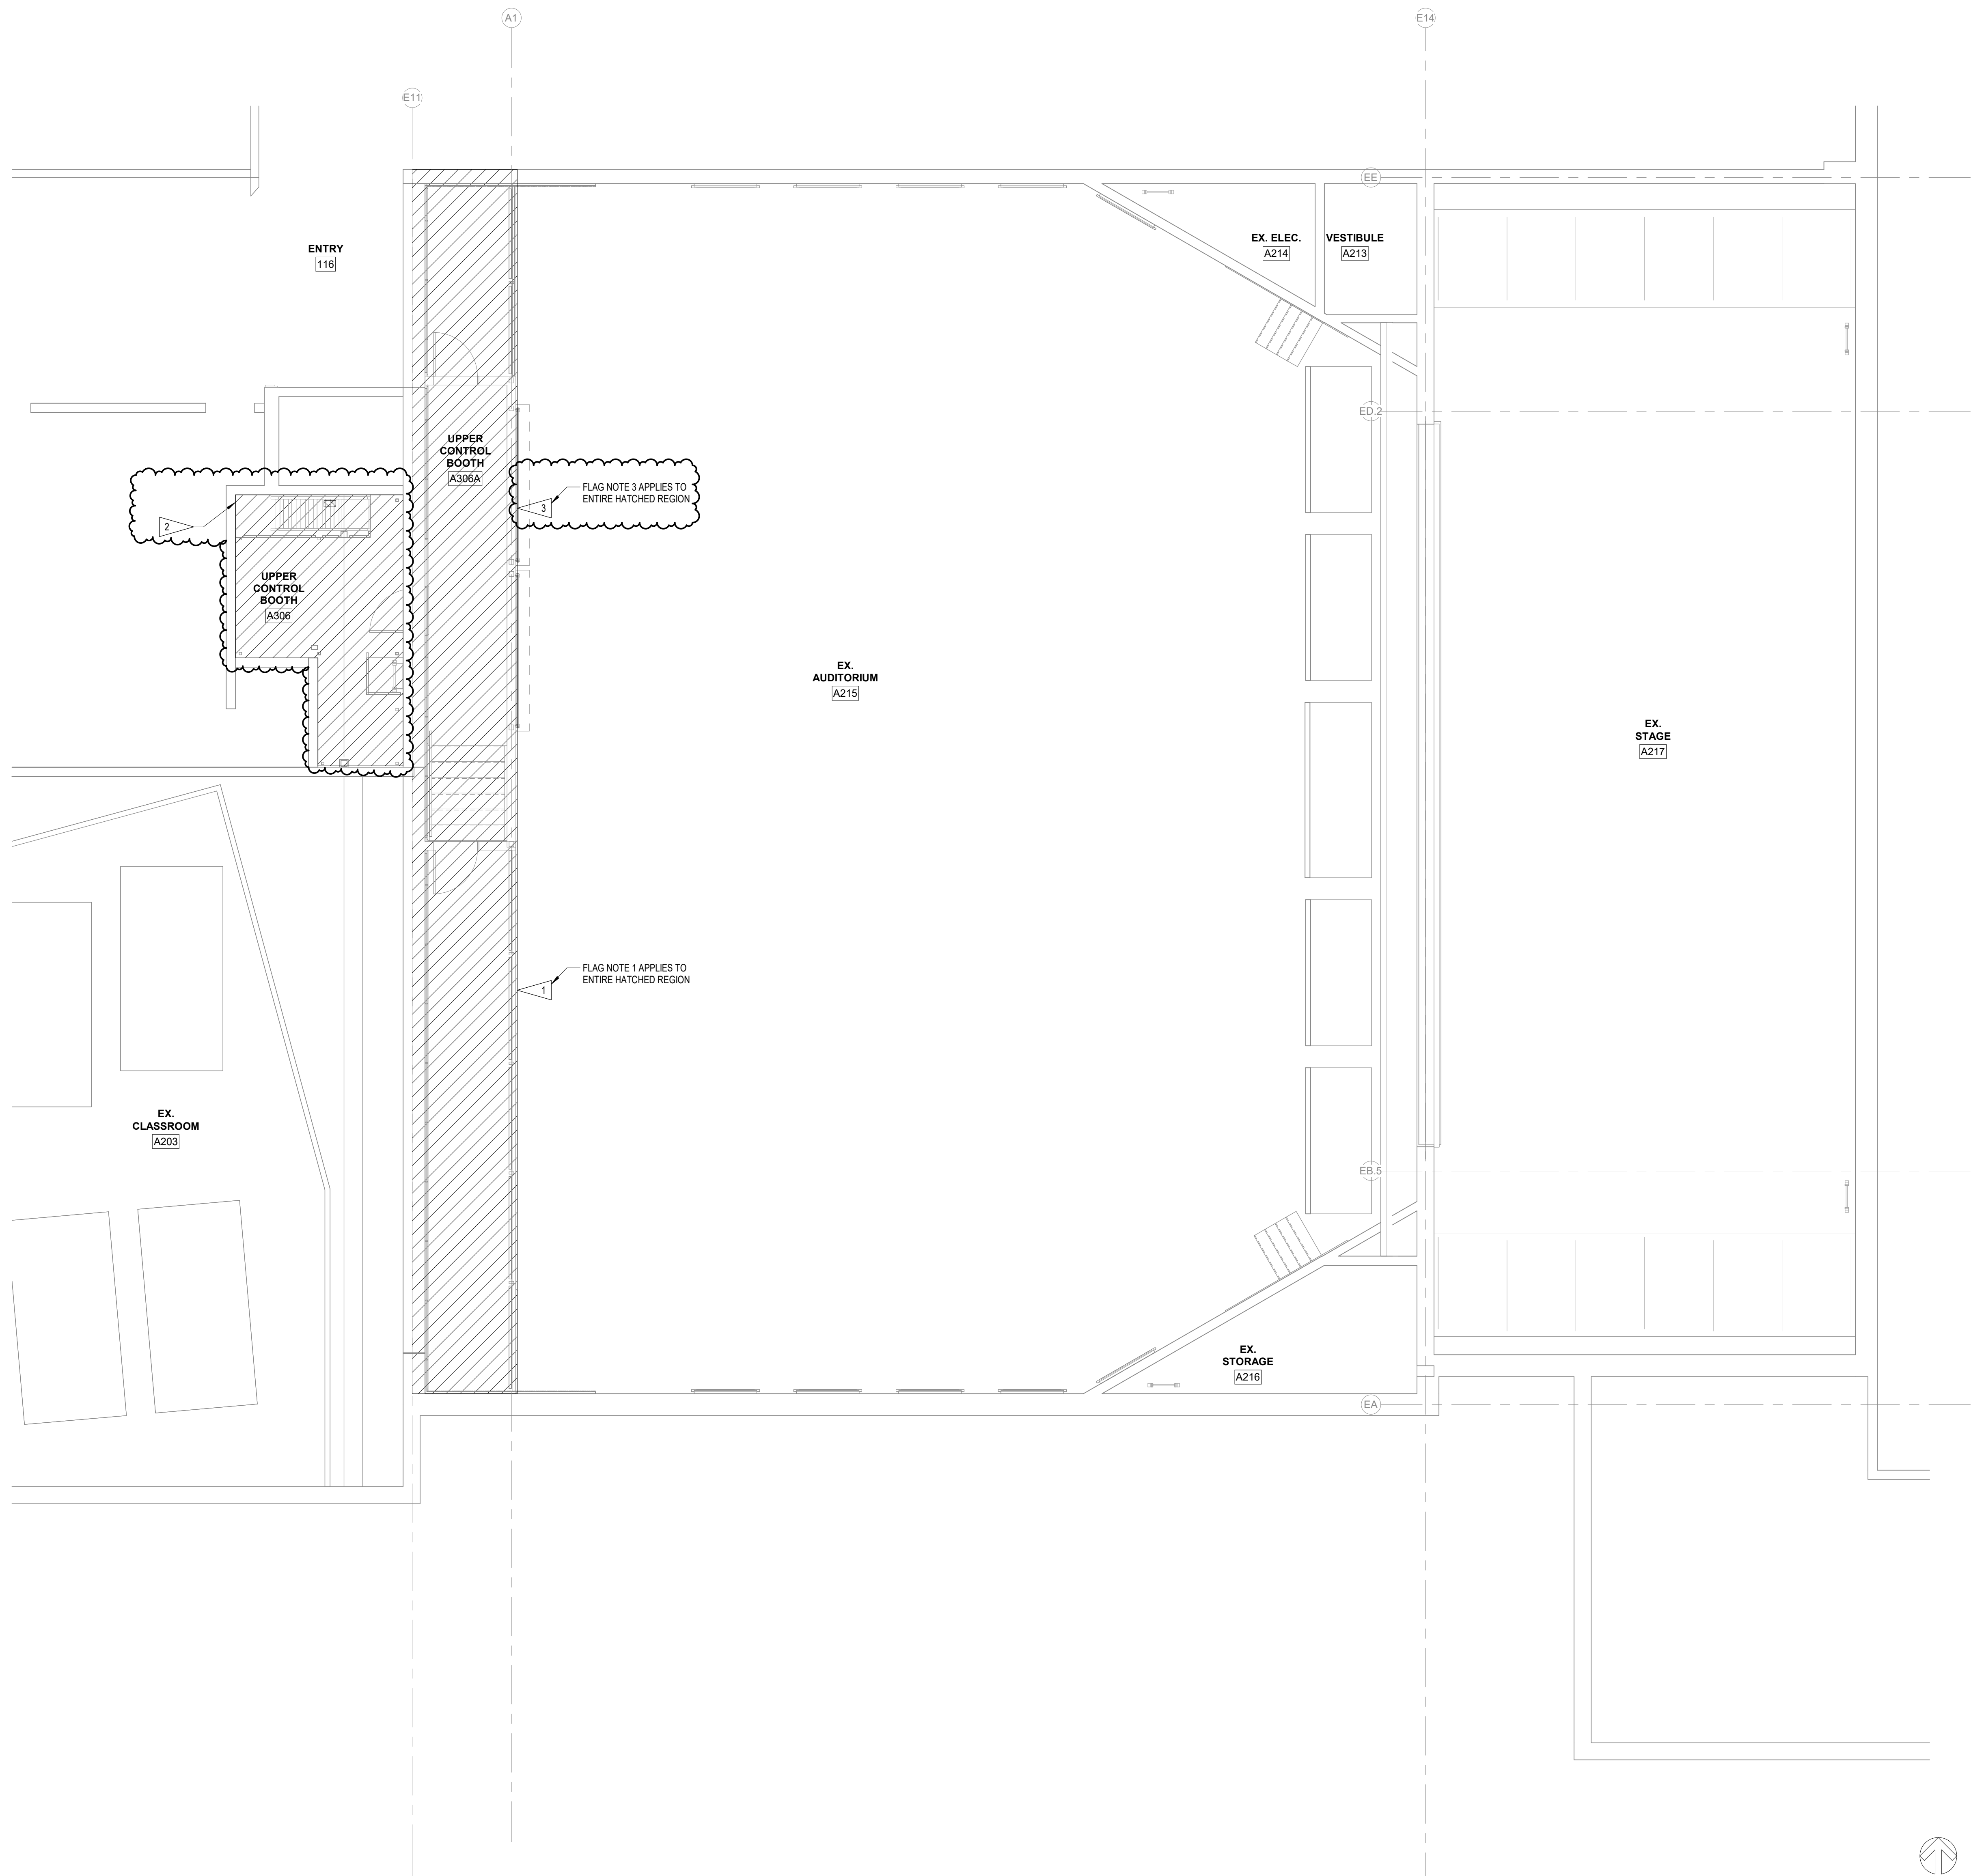 A1
E14
E11
EE
ENTRY
116
EX. ELEC.
A214
VESTIBULE
A213
ED.2
UPPER
CONTROL
BOOTH
A306A
FLAG NOTE 3 APPLIES TO
ENTIRE HATCHED REGION
3
2
UPPER
CONTROL
BOOTH
A306
EX.
AUDITORIUM
A215
EX.
STAGE
A217
FLAG NOTE 1 APPLIES TO
ENTIRE HATCHED REGION
1
EX.
CLASSROOM
A203
EB.5
EX.
STORAGE
A216
EA